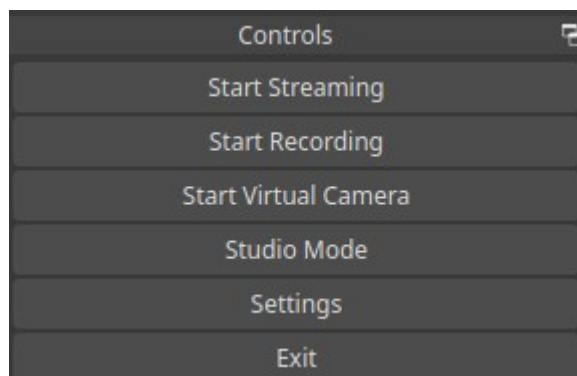 Controls
Start Streaming
Start Recording
Start Virtual Camera
Studio Mode
Settings
Exit